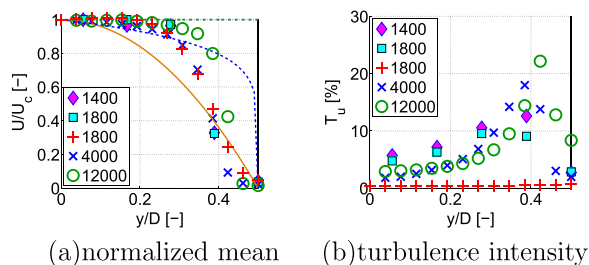 1
0.8
0.6
0.4
0.2
0
U/Uc [-]
1400
1800
1800
4000
12000
0 0.2 0.4
y/D [-]
(a)normalized mean
30
20
10
0
Tu [%]
1400
1800
1800
4000
12000
0 0.2 0.4
y/D [-]
(b)turbulence intensity